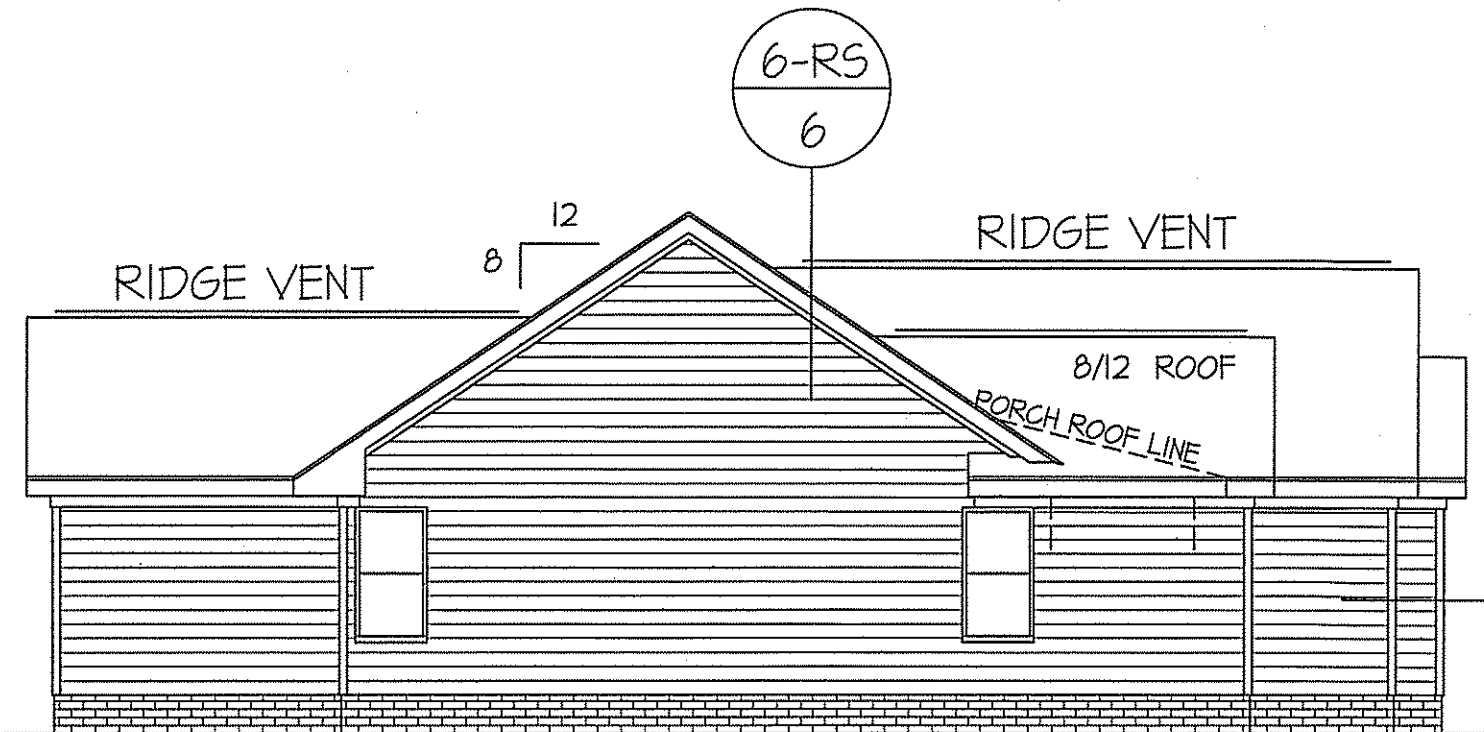 6-RS
6
12
8
RIDGE VENT
RIDGE VENT
8/12 ROOF
PORCH ROOF LINE